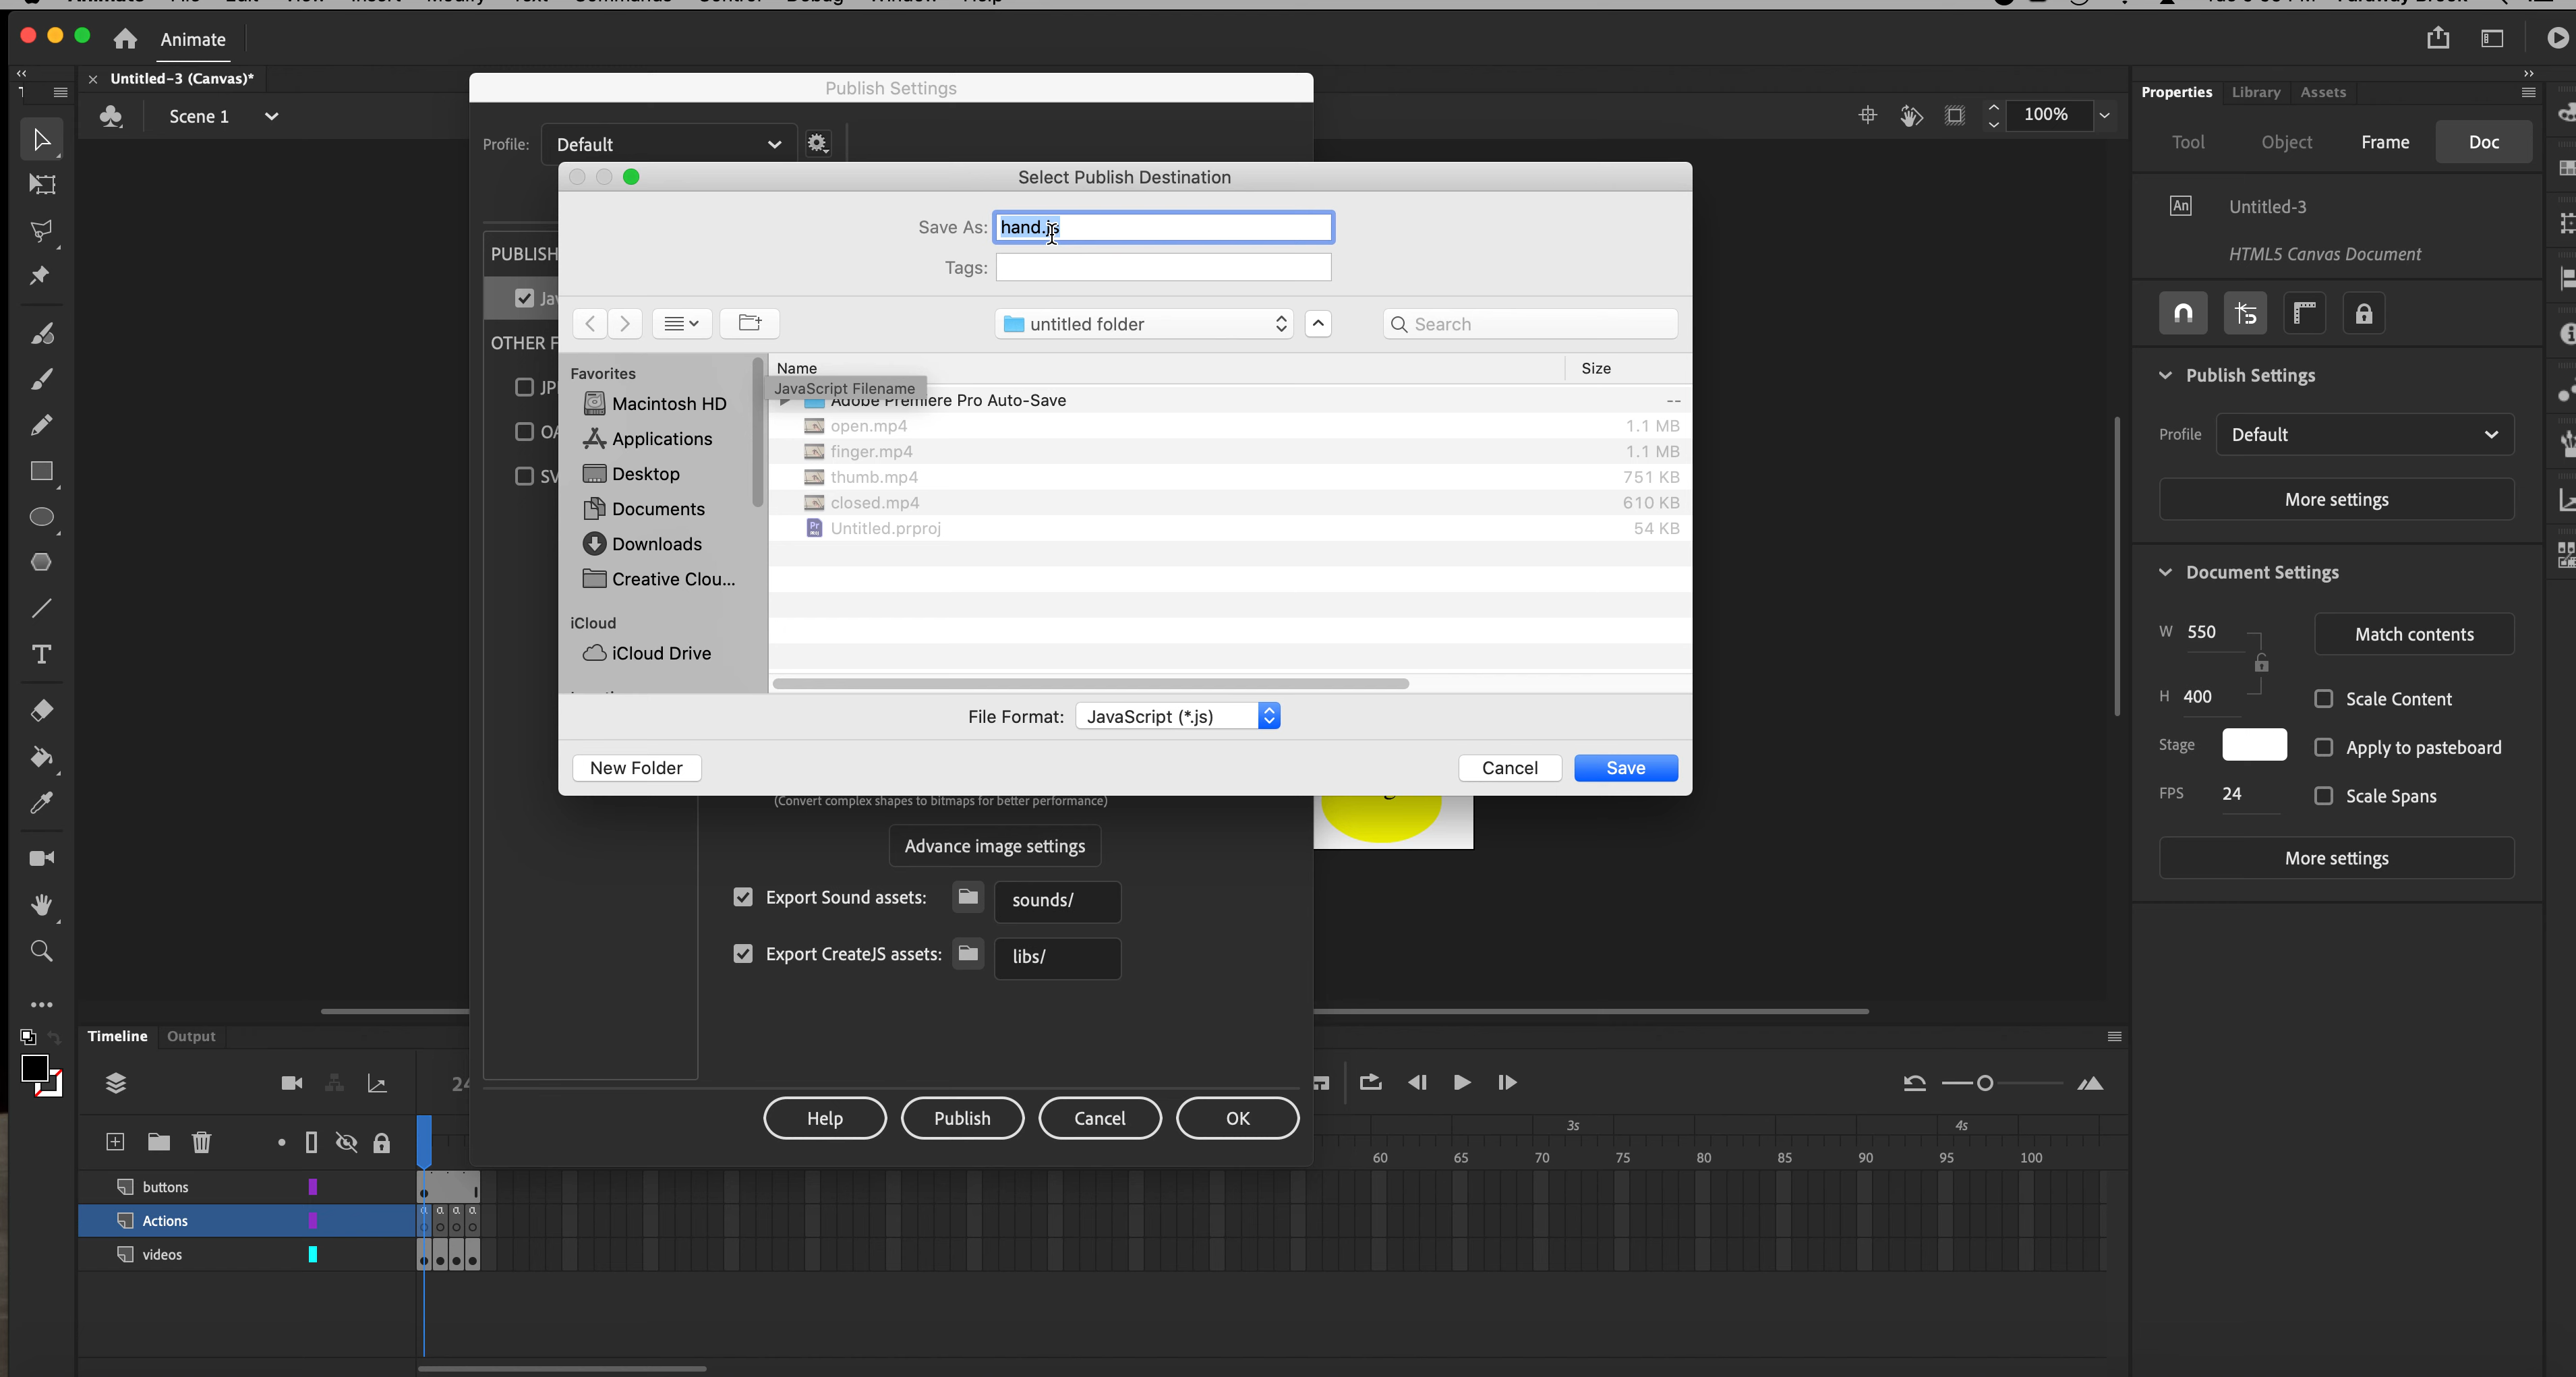 Animate
Untitled-3 (Canvas)*
Scene 1
100%
Publish Settings
Profile:
Default
PUBLISH
OTHER F
Select Publish Destination
Save As:
hand.js
Tags:
untitled folder
Search
Favorites
Macintosh HD
Applications
Desktop
Documents
Downloads
Creative Clou...
iCloud
iCloud Drive
Name
Size
JavaScript Filename
Adobe Premiere Pro Auto-Save
--
open.mp4
1.1 MB
finger.mp4
1.1 MB
thumb.mp4
751 KB
closed.mp4
610 KB
Untitled.prproj
54 KB
File Format:
JavaScript (*.js)
New Folder
Cancel
Save
(Convert complex shapes to bitmaps for better performance)
Advance image settings
Export Sound assets:
sounds/
Export CreateJS assets:
libs/
Help
Publish
Cancel
OK
Properties
Library
Assets
Tool
Object
Frame
Doc
An
Untitled-3
HTML5 Canvas Document
Publish Settings
Profile
Default
More settings
Document Settings
W 550
Match contents
H 400
Scale Content
Stage
Apply to pasteboard
FPS
24
Scale Spans
More settings
Timeline
Output
24
3s
4s
60
65
70
75
80
85
90
95
100
buttons
Actions
videos